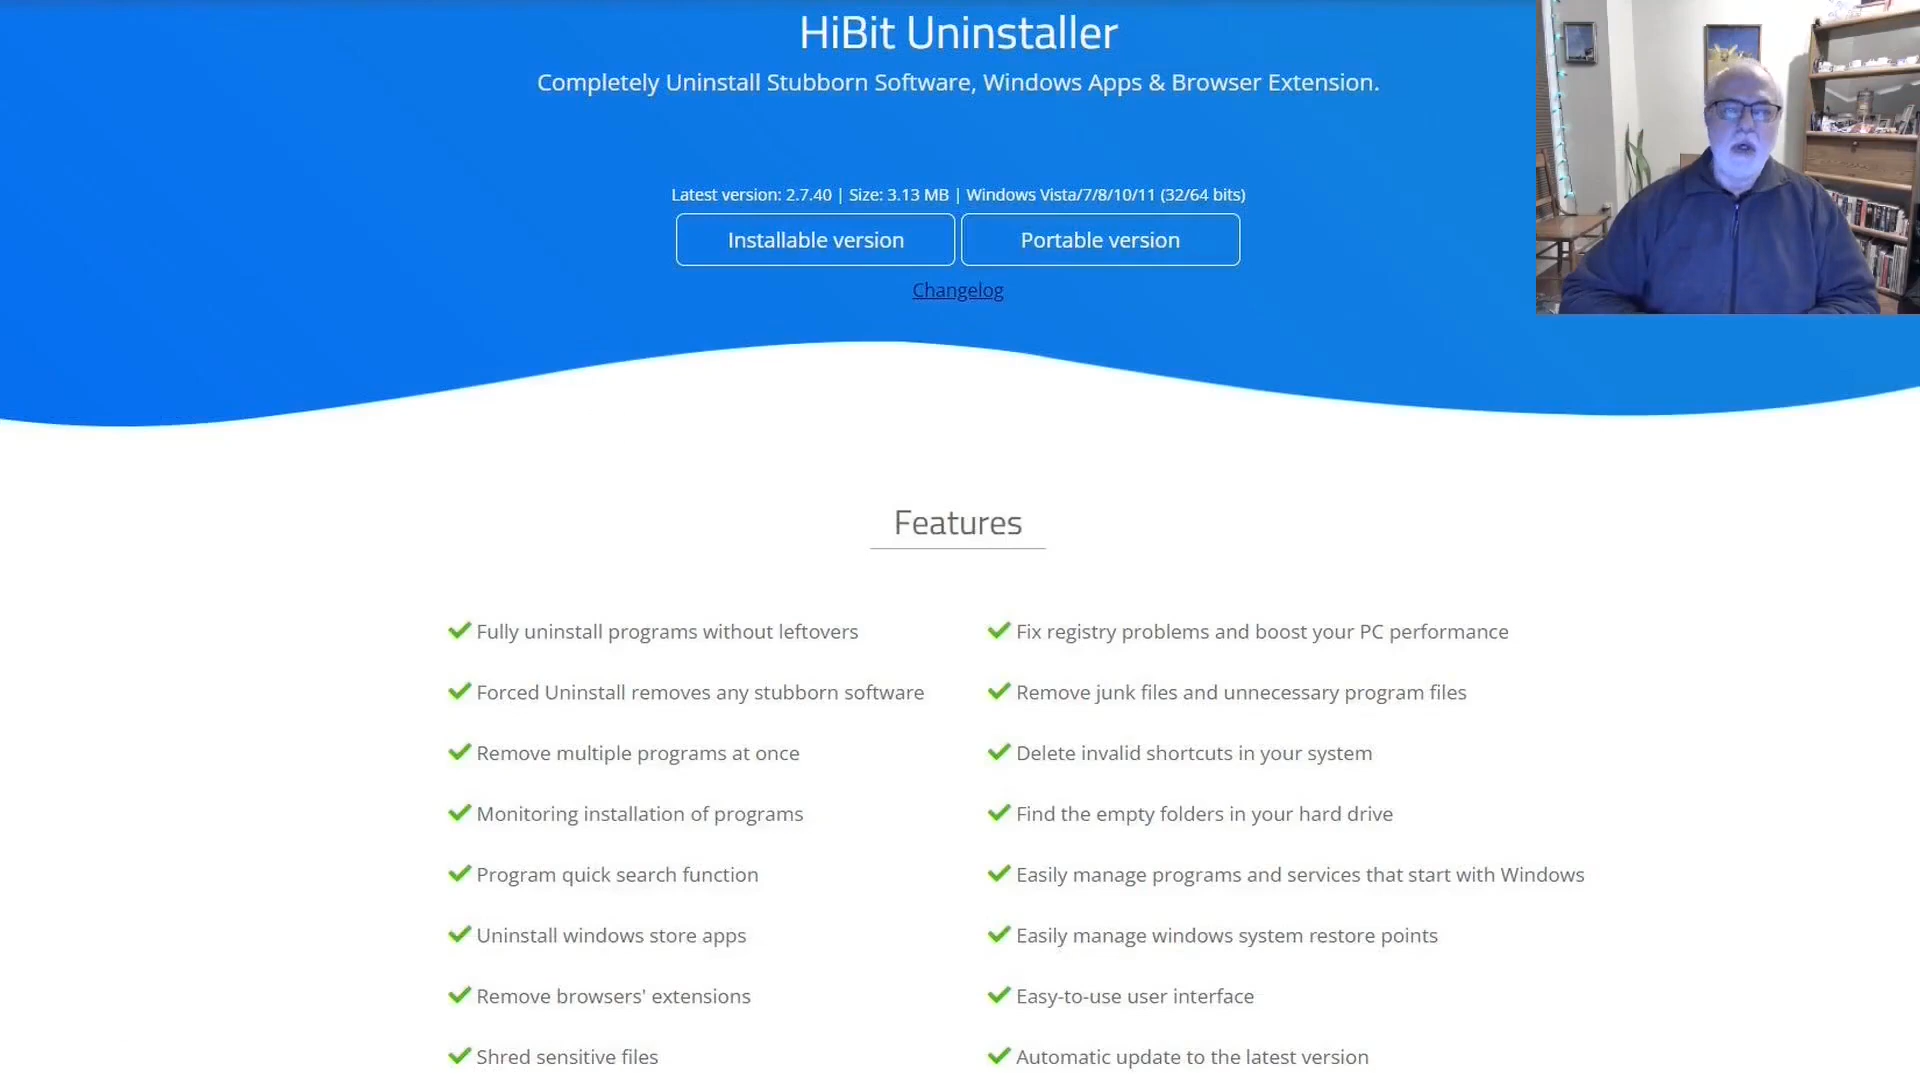 HiBit Uninstaller
Completely Uninstall Stubborn Software, Windows Apps & Browser Extension.
Latest version: 2.7.40 | Size: 3.13 MB | Windows Vista/7/8/10/11 (32/64 bits)
Installable version
Portable version
Changelog
Features
Fully uninstall programs without leftovers
Fix registry problems and boost your PC performance
Forced Uninstall removes any stubborn software
Remove junk files and unnecessary program files
Remove multiple programs at once
Delete invalid shortcuts in your system
Monitoring installation of programs
Find the empty folders in your hard drive
Program quick search function
Easily manage programs and services that start with Windows
Uninstall windows store apps
Easily manage windows system restore points
Remove browsers' extensions
Easy-to-use user interface
Shred sensitive files
Automatic update to the latest version